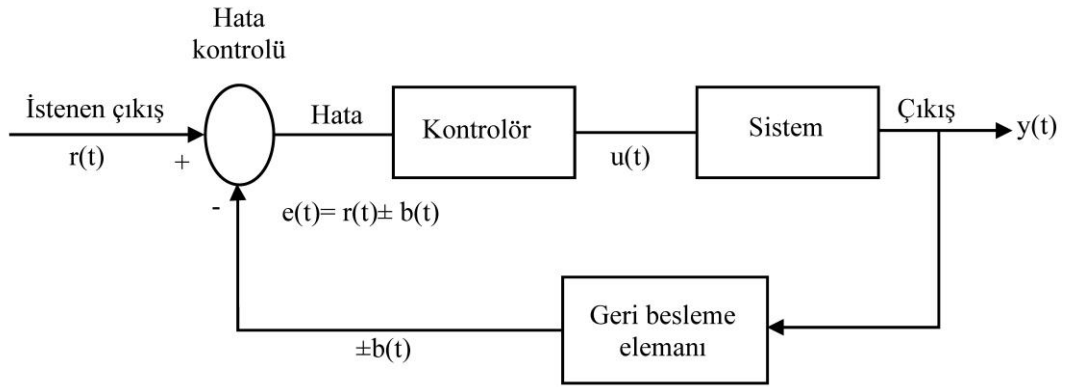 Hata
kontrolü
İstenen çıkış
r(t)
+
-
Hata
e(t)= r(t)± b(t)
Kontrolör
u(t)
Sistem
Çıkış
y(t)
Geri besleme
elemanı
±b(t)